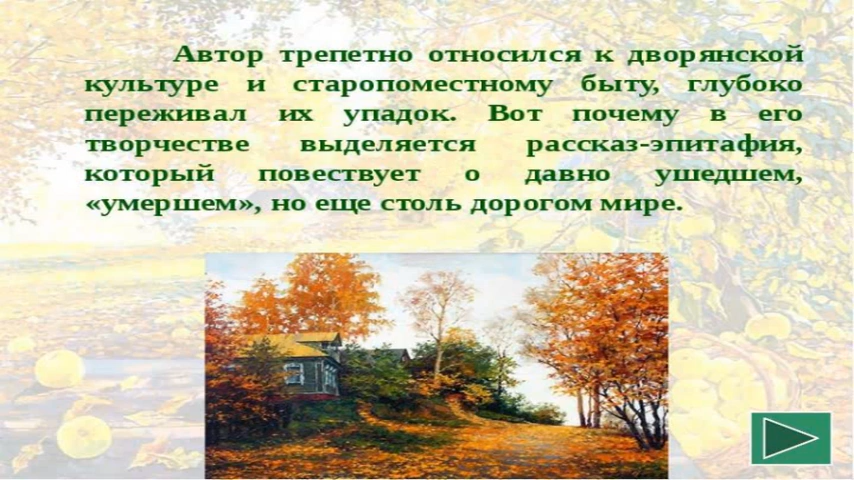 Автор трепетно относился к дворянской
культуре и старопоместному быту, глубоко
переживал их упадок. Вот почему в его
творчестве выделяется рассказ-эпитафия,
который повествует о давно ушедшем,
«умершем», но еще столь дорогом мире.